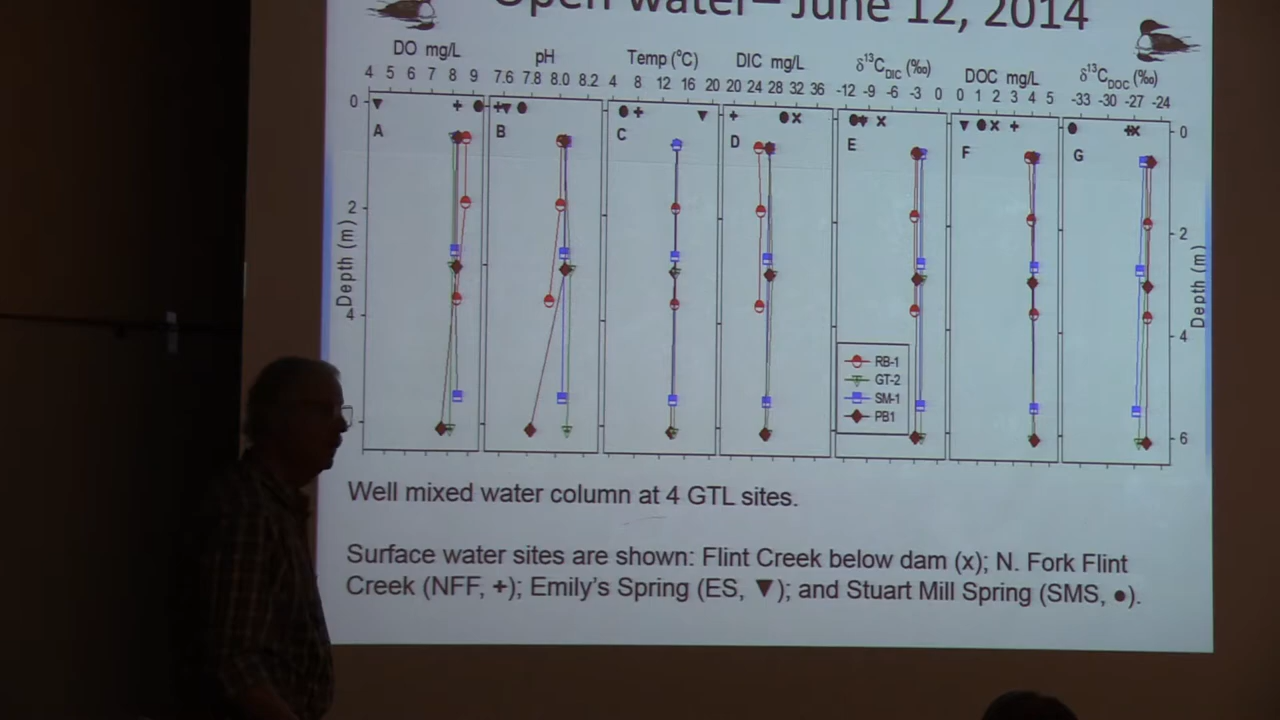 Open water– June 12, 2014
DO mg/L pH Temp (°C) DIC mg/L δ13CDIC (‰) DOC mg/L δ13CDOC (‰)
4 5 6 7 8 9 7.6 7.8 8.0 8.2 4 8 12 16 20 20 24 28 32 36 -12 -9 -6 -3 0 0 1 2 3 4 5 -33 -30 -27 -24
0 0
A B C D E F G
2 2
Depth (m) Depth (m)
4 4
6
RB-1
GT-2
SM-1
PB1
Well mixed water column at 4 GTL sites.
Surface water sites are shown: Flint Creek below dam (x); N. Fork Flint
Creek (NFF, +); Emily's Spring (ES, ▼); and Stuart Mill Spring (SMS, ●).